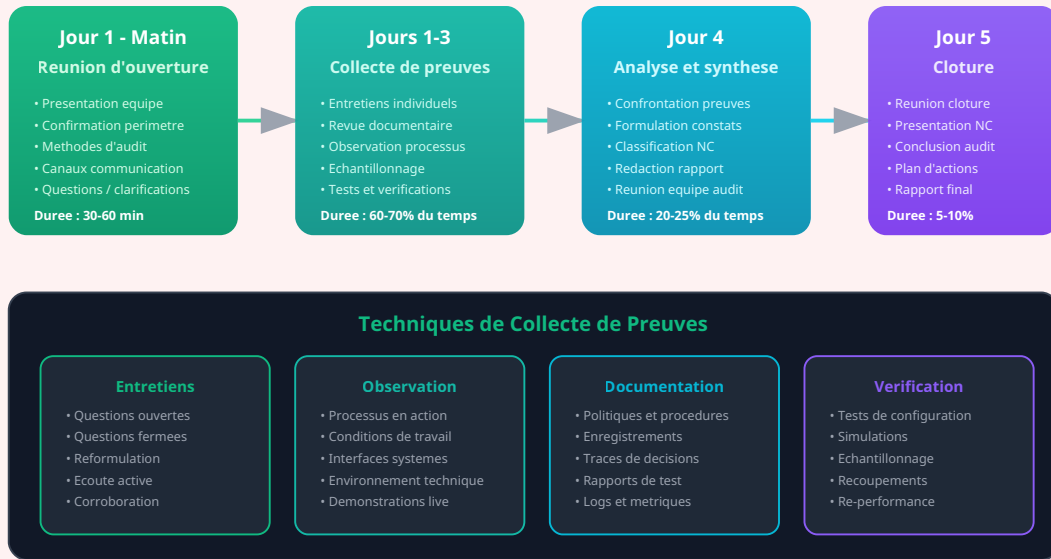 Jour 1 - Matin
Reunion d'ouverture
• Presentation equipe
• Confirmation perimetre
• Methodes d'audit
• Canaux communication
• Questions / clarifications
Duree : 30-60 min
Jours 1-3
Collecte de preuves
• Entretiens individuels
• Revue documentaire
• Observation processus
• Echantillonnage
• Tests et verifications
Duree : 60-70% du temps
Jour 4
Analyse et synthese
• Confrontation preuves
• Formulation constats
• Classification NC
• Redaction rapport
• Reunion equipe audit
Duree : 20-25% du temps
Jour 5
Cloture
• Reunion cloture
• Presentation NC
• Conclusion audit
• Plan d'actions
• Rapport final
Duree : 5-10%
Techniques de Collecte de Preuves
Entretiens
• Questions ouvertes
• Questions fermees
• Reformulation
• Ecoute active
• Corroboration
Observation
• Processus en action
• Conditions de travail
• Interfaces systemes
• Environnement technique
• Demonstrations live
Documentation
• Politiques et procedures
• Enregistrements
• Traces de decisions
• Rapports de test
• Logs et metriques
Verification
• Tests de configuration
• Simulations
• Echantillonnage
• Recoupements
• Re-performance